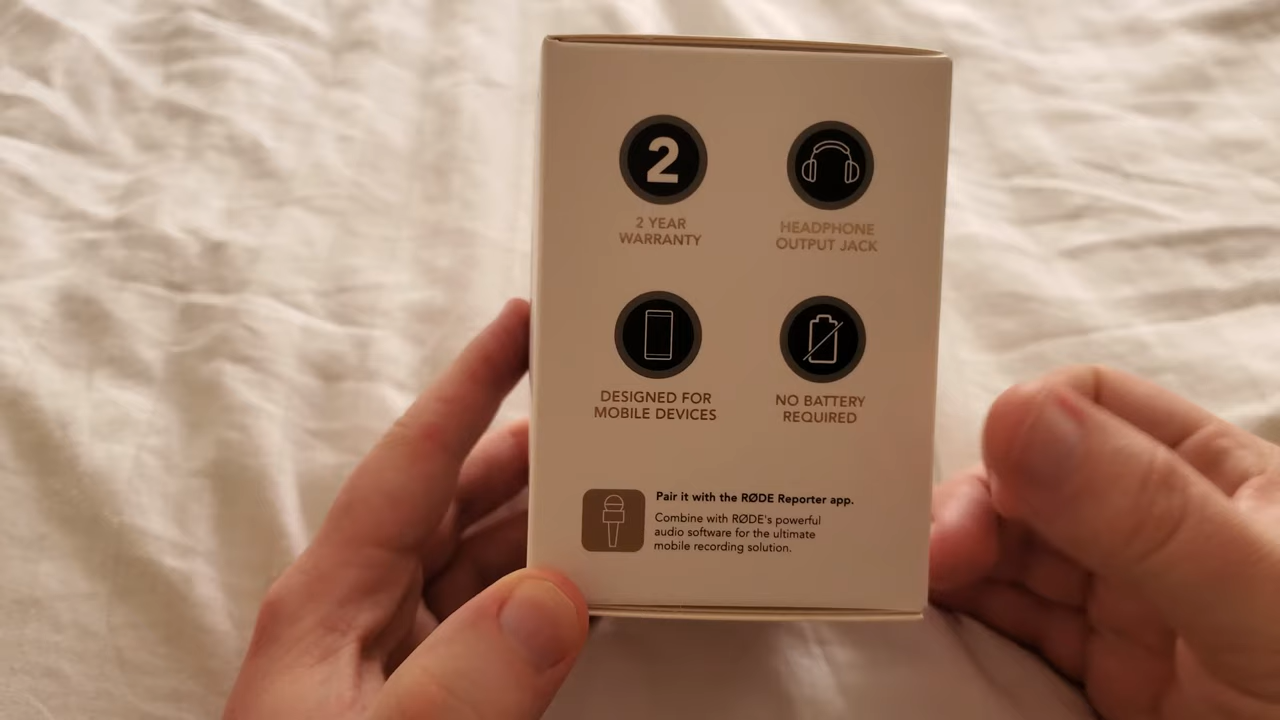 2
2 YEAR
WARRANTY
HEADPHONE
OUTPUT JACK
DESIGNED FOR
MOBILE DEVICES
NO BATTERY
REQUIRED
Pair it with the RØDE Reporter app.
Combine with RØDE's powerful
audio software for the ultimate
mobile recording solution.